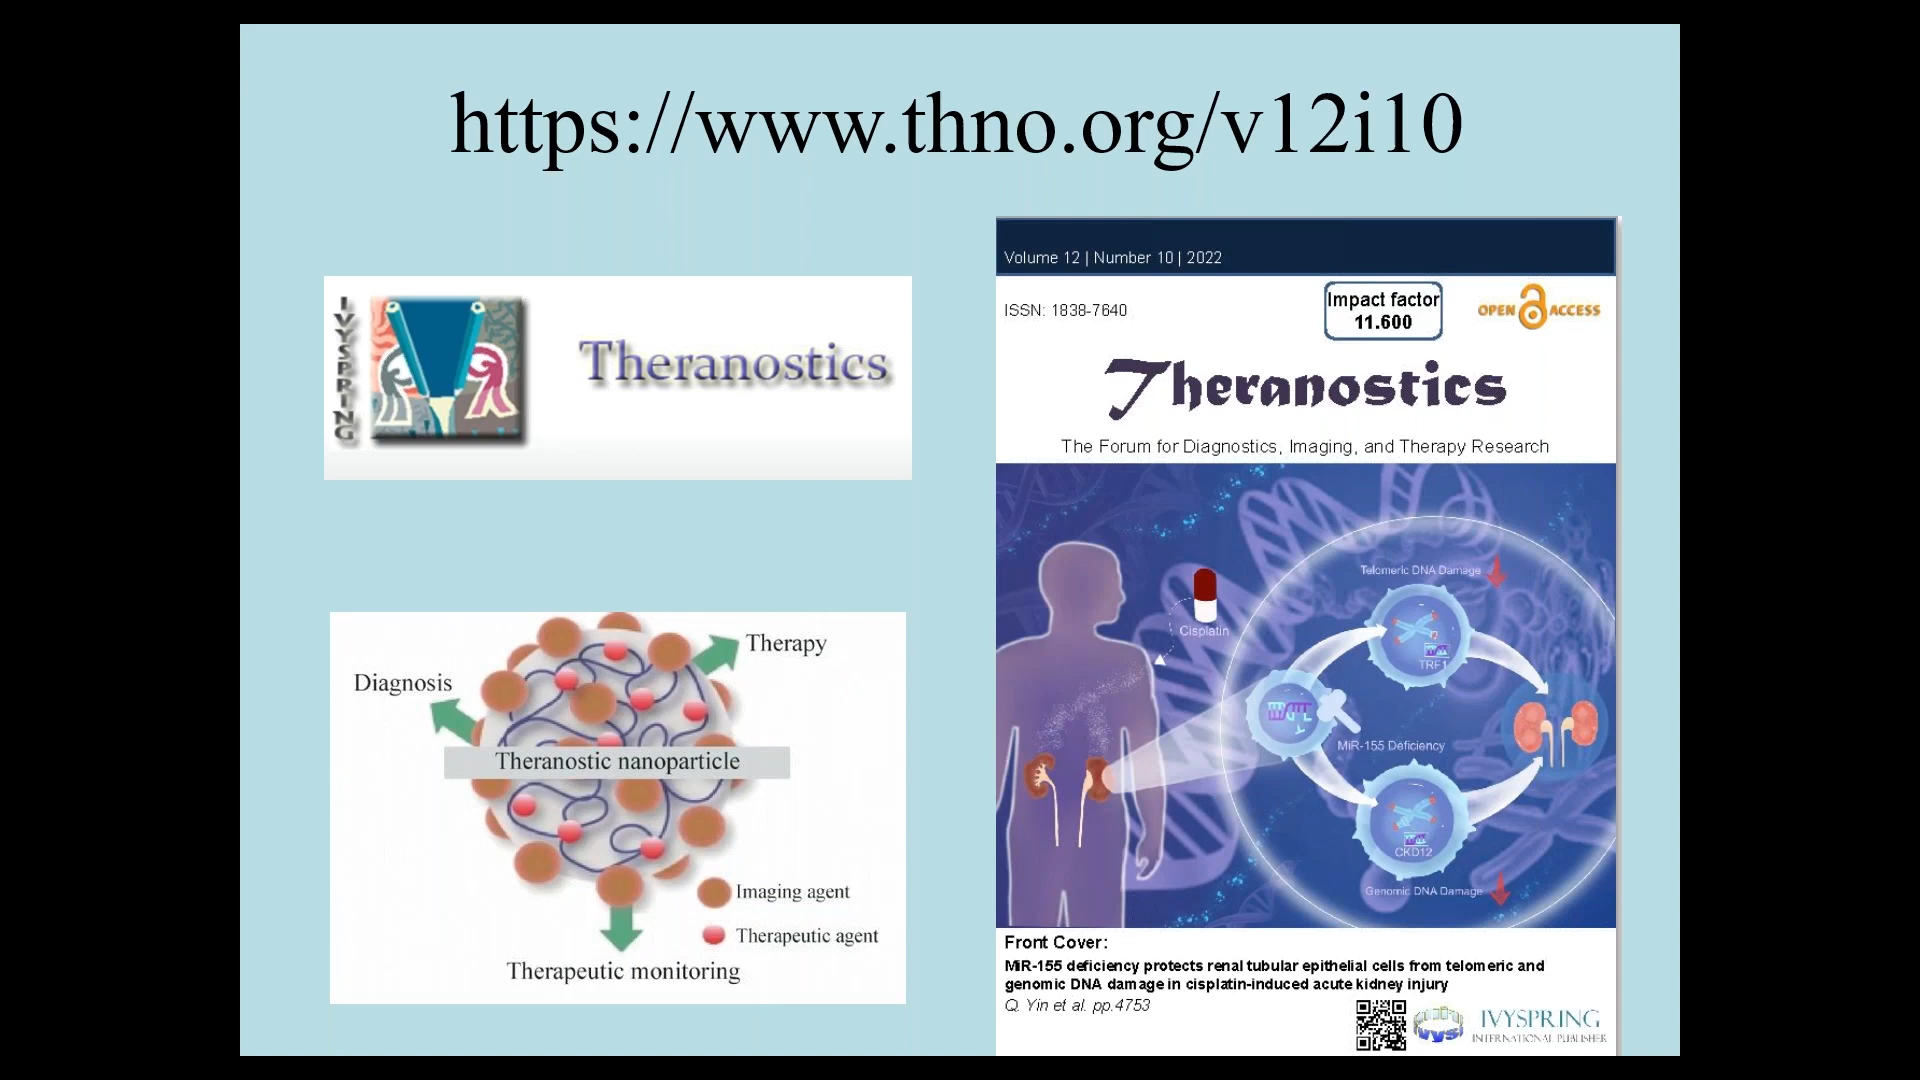 https://www.thno.org/v12i10
IVYSPRING
Theranostics
Diagnosis
Therapy
Theranostic nanoparticle
Imaging agent
Therapeutic agent
Therapeutic monitoring
Volume 12 | Number 10 | 2022
ISSN: 1838-7640
Impact factor
11.600
OPEN ACCESS
Theranostics
The Forum for Diagnostics, Imaging, and Therapy Research
Telomeric DNA Damage
Cisplatin
TRF1
MiR-155 Deficiency
CKD12
Genomic DNA Damage
Front Cover:
MiR-155 deficiency protects renal tubular epithelial cells from telomeric and
genomic DNA damage in cisplatin-induced acute kidney injury
Q. Yin et al. pp.4753
IVYSPRING
INTERNATIONAL PUBLISHER